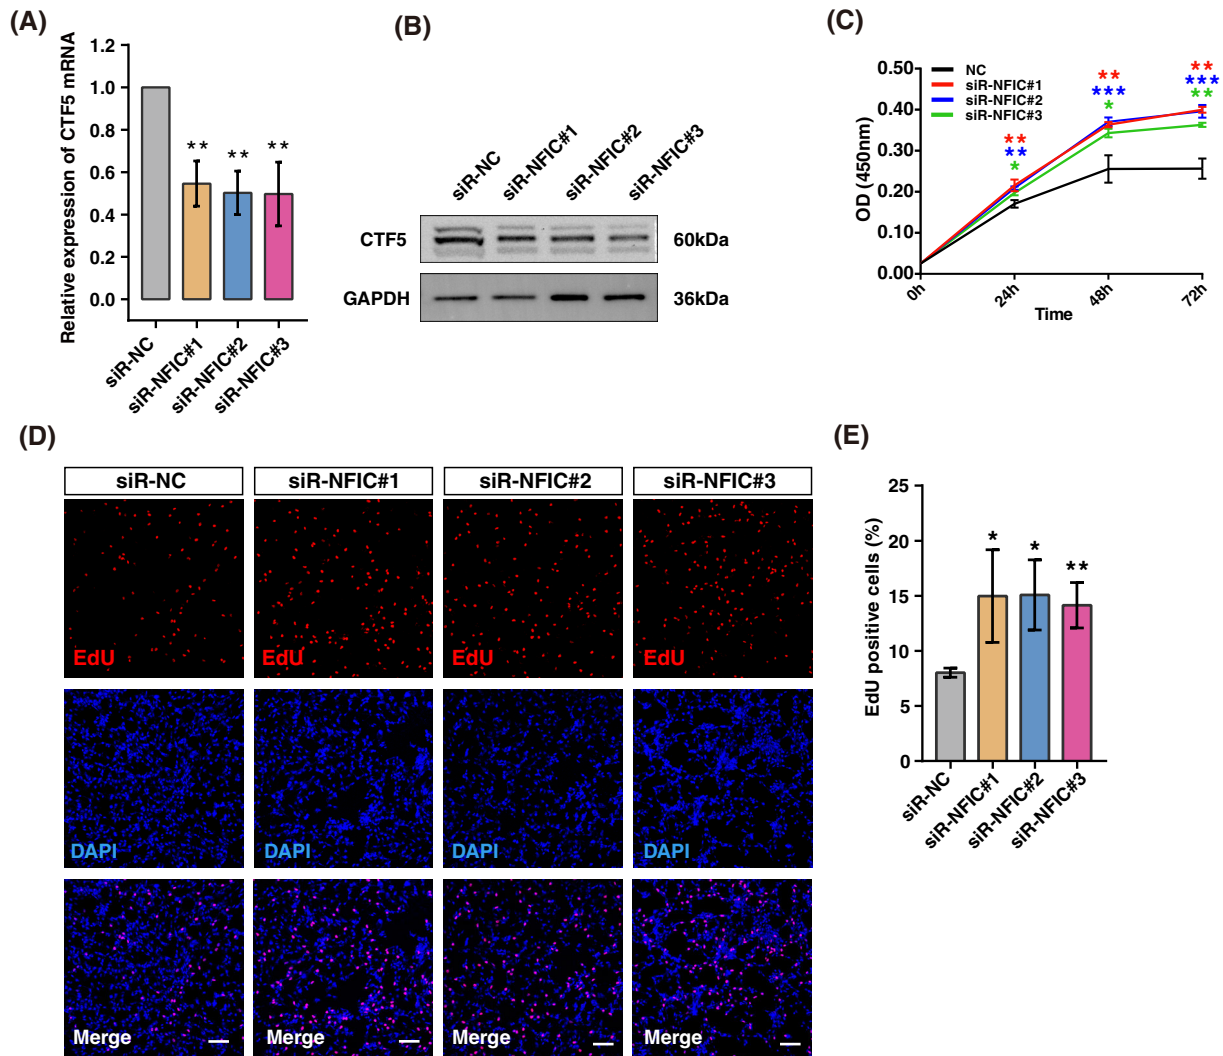 (A)
Relative expression of CTF5 mRNA
1.2
1.0
0.8
0.6
0.4
0.2
0.0
**
**
**
siR-NC
siR-NFIC#1
siR-NFIC#2
siR-NFIC#3
(B)
siR-NC
siR-NFIC#1
siR-NFIC#2
siR-NFIC#3
CTF5
60kDa
GAPDH
36kDa
(C)
OD (450nm)
0.50
0.40
0.30
0.20
0.10
0.00
NC
siR-NFIC#1
siR-NFIC#2
siR-NFIC#3
**
**
*
**
***
*
**
***
**
0h
24h
48h
72h
Time
(D)
siR-NC
siR-NFIC#1
siR-NFIC#2
siR-NFIC#3
EdU
EdU
EdU
EdU
DAPI
DAPI
DAPI
DAPI
Merge
Merge
Merge
Merge
(E)
EdU positive cells (%)
25
20
15
10
5
0
*
*
**
siR-NC
siR-NFIC#1
siR-NFIC#2
siR-NFIC#3